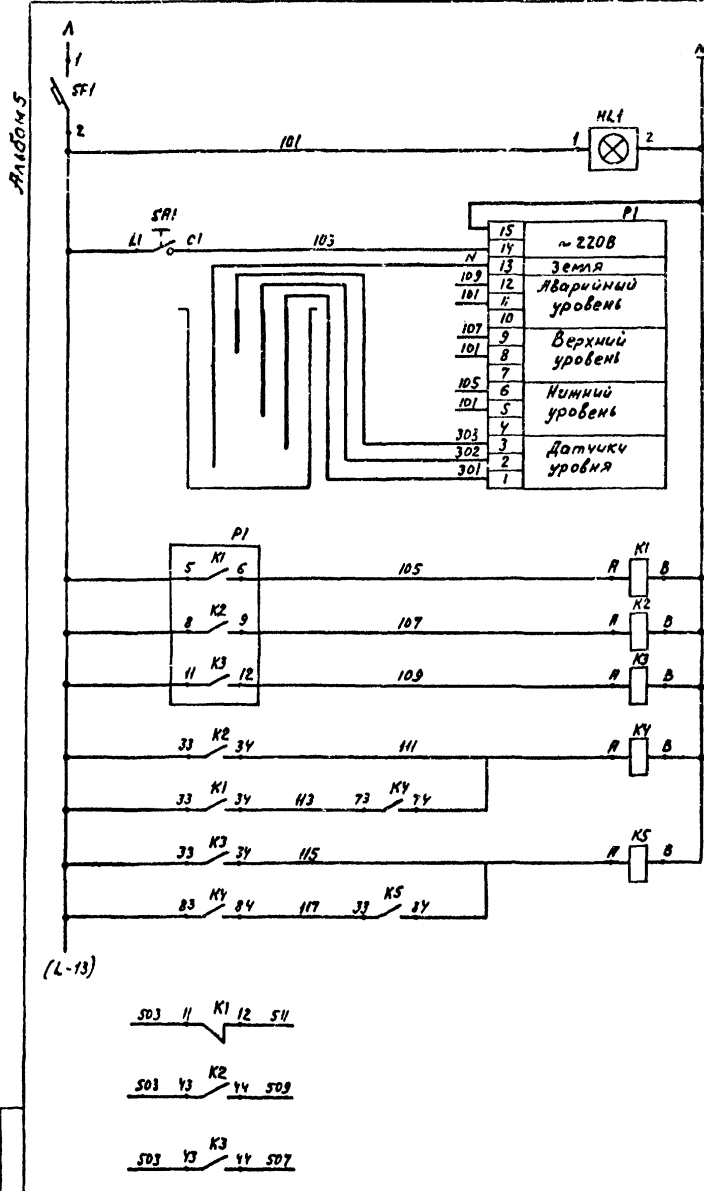 Альбом 5
Л
N
1
SF1
2
101
HL1
1
2
SA1
L1
C1
103
P1
15
14
~220В
N
13
Земля
109
12
Аварийный
101
11
уровень
10
107
9
Верхний
101
8
уровень
7
105
6
Нижний
101
5
уровень
4
303
3
Датчики
302
2
уровня
301
1
P1
5 K1 6
105
A K1 B
8 K2 9
107
A K2 B
11 K3 12
109
A K3 B
33 K2 34
111
A K4 B
33 K1 34
113
73 K4 74
33 K3 34
115
A K5 B
83 K4 84
117
33 K5 34
(L-13)
503 11 K1 12 511
503 43 K2 44 509
503 43 K3 44 507